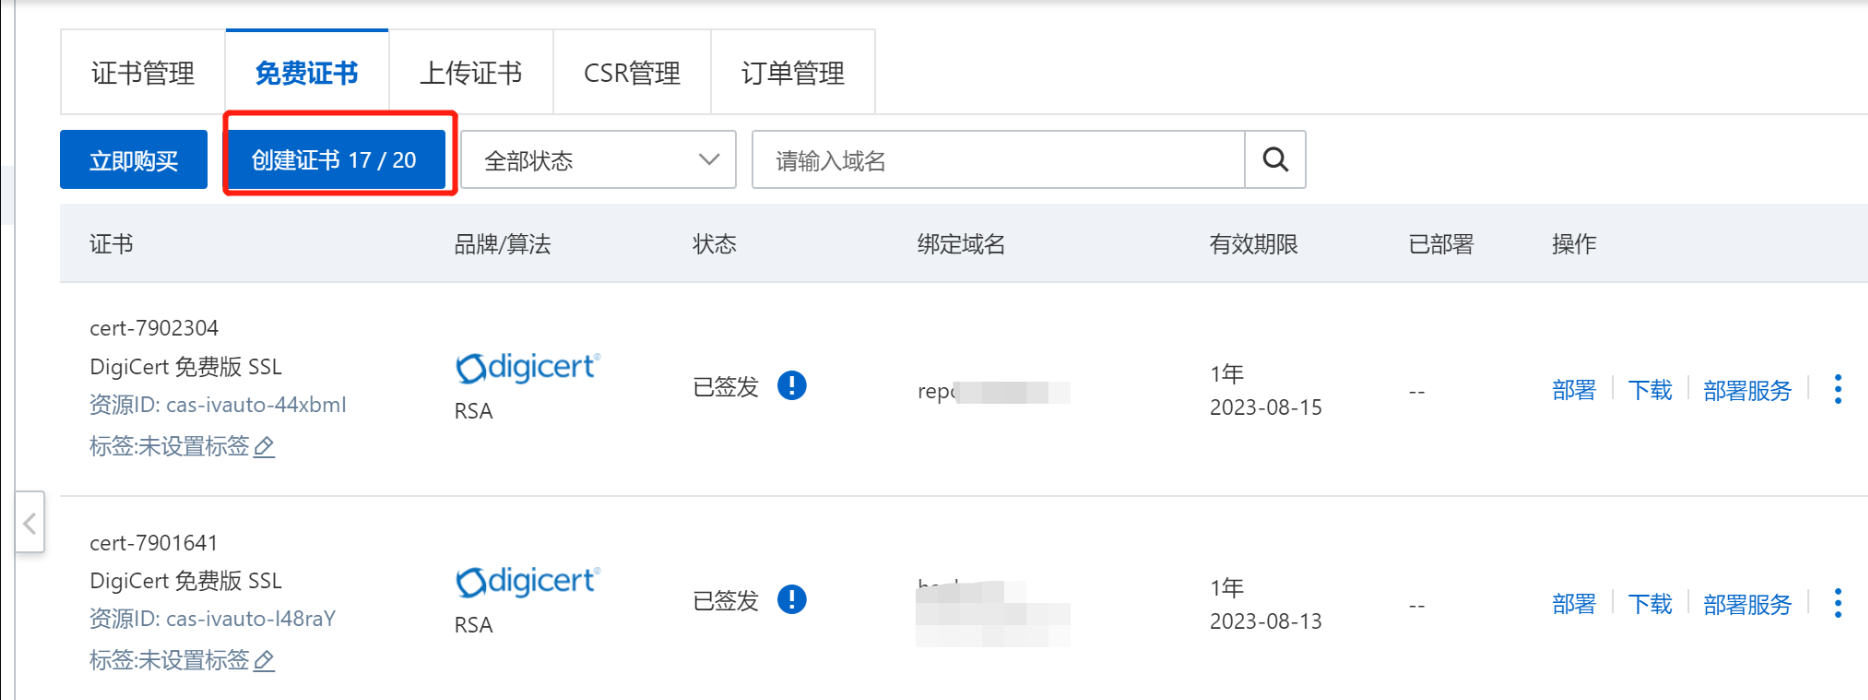 证书管理 免费证书 上传证书 CSR管理 订单管理
立即购买 创建证书 17 / 20 全部状态 请输入域名
证书 品牌/算法 状态 绑定域名 有效期限 已部署 操作
cert-7902304
DigiCert 免费版 SSL
资源ID: cas-ivauto-44xbml
标签:未设置标签
digicert®
RSA
已签发
1年
2023-08-15
--
部署 下载 部署服务
cert-7901641
DigiCert 免费版 SSL
资源ID: cas-ivauto-l48raY
标签:未设置标签
digicert®
RSA
已签发
1年
2023-08-13
--
部署 下载 部署服务